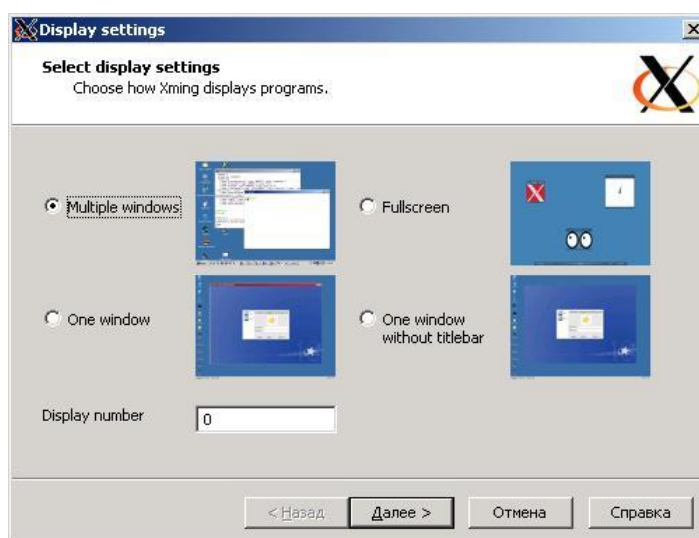 Display settings
Select display settings
Choose how Xming displays programs.
Multiple windows
Fullscreen
One window
One window
without titlebar
Display number
0
< Назад
Далее >
Отмена
Справка